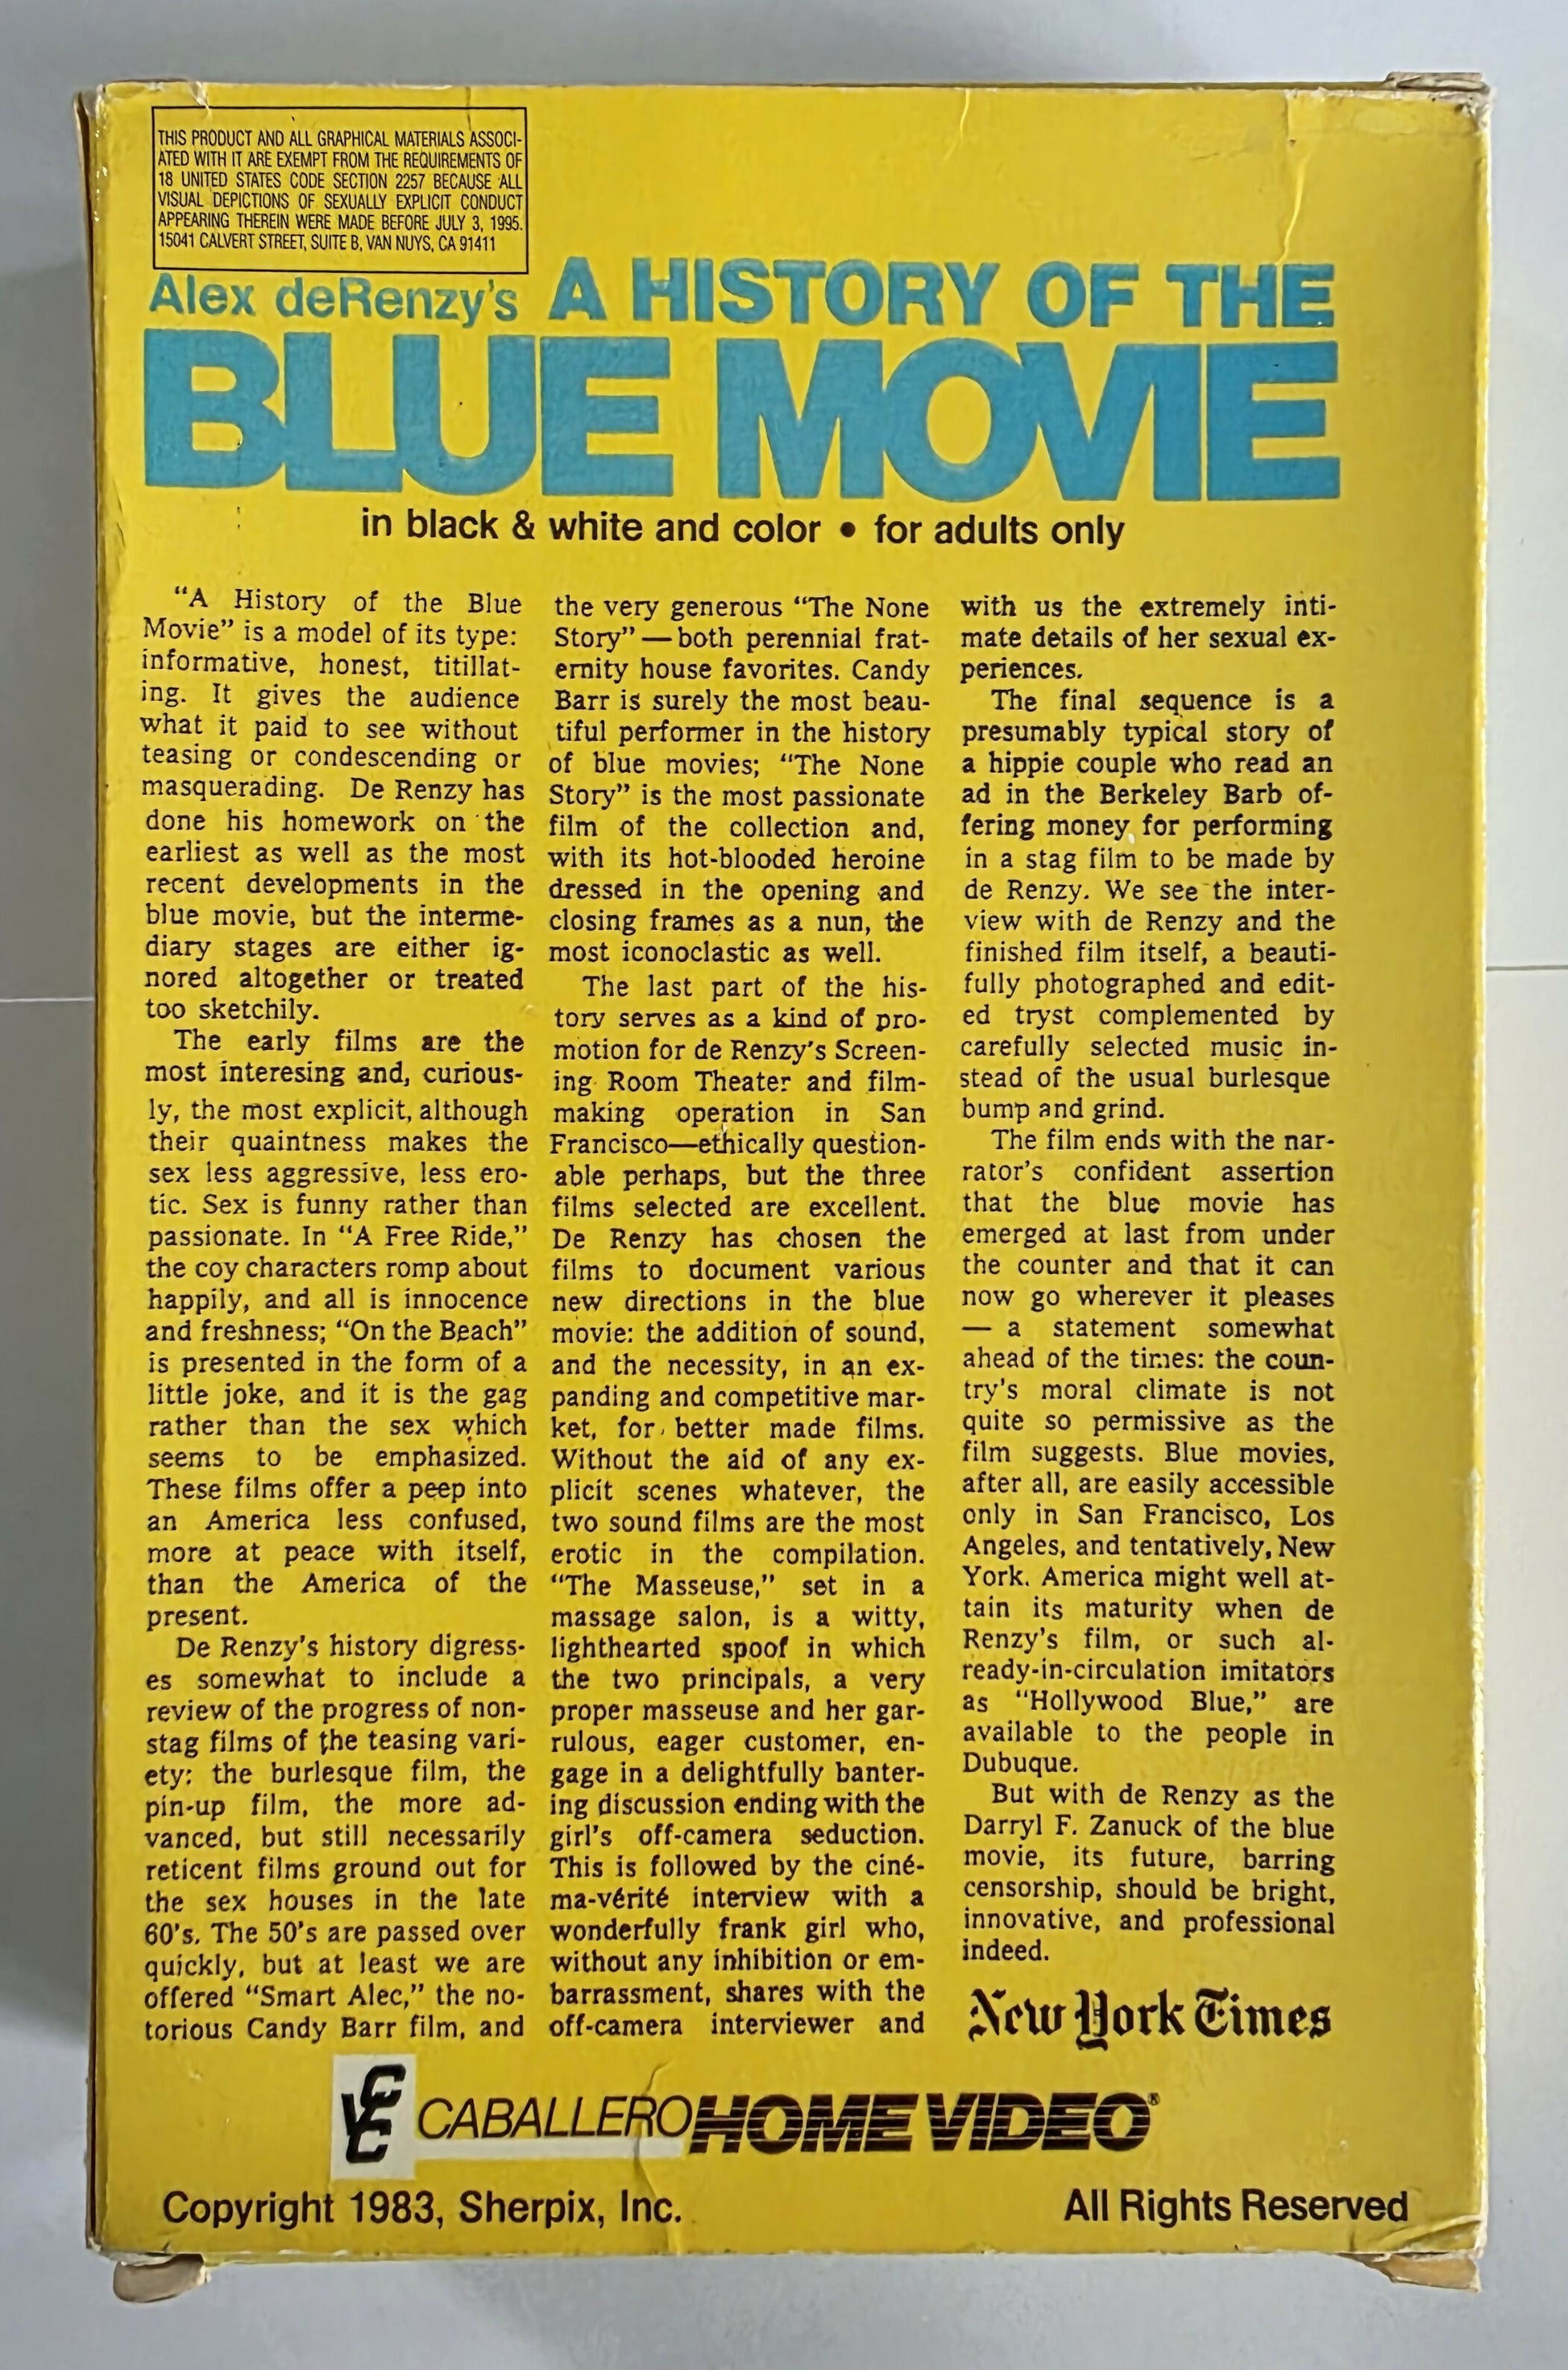 THIS PRODUCT AND ALL GRAPHICAL MATERIALS ASSOCI-
ATED WITH IT ARE EXEMPT FROM THE REQUIREMENTS OF
18 UNITED STATES CODE SECTION 2257 BECAUSE ALL
VISUAL DEPICTIONS OF SEXUALLY EXPLICIT CONDUCT
APPEARING THEREIN WERE MADE BEFORE JULY 3, 1995.
15041 CALVERT STREET, SUITE B, VAN NUYS, CA 91411
Alex deRenzy's A HISTORY OF THE
BLUE MOVIE
in black & white and color • for adults only
"A History of the Blue
Movie" is a model of its type:
informative, honest, titillat-
ing. It gives the audience
what it paid to see without
teasing or condescending or
masquerading. De Renzy has
done his homework on the
earliest as well as the most
recent developments in the
blue movie, but the interme-
diary stages are either ig-
nored altogether or treated
too sketchily.
The early films are the
most interesing and, curious-
ly, the most explicit, although
their quaintness makes the
sex less aggressive, less ero-
tic. Sex is funny rather than
passionate. In "A Free Ride,"
the coy characters romp about
happily, and all is innocence
and freshness; "On the Beach"
is presented in the form of a
little joke, and it is the gag
rather than the sex which
seems to be emphasized.
These films offer a peep into
an America less confused,
more at peace with itself,
than the America of the
present.
De Renzy's history digress-
es somewhat to include a
review of the progress of non-
stag films of the teasing vari-
ety: the burlesque film, the
pin-up film, the more ad-
vanced, but still necessarily
reticent films ground out for
the sex houses in the late
60's. The 50's are passed over
quickly, but at least we are
offered "Smart Alec," the no-
torious Candy Barr film, and
the very generous "The None
Story" — both perennial frat-
ernity house favorites. Candy
Barr is surely the most beau-
tiful performer in the history
of blue movies; "The None
Story" is the most passionate
film of the collection and,
with its hot-blooded heroine
dressed in the opening and
closing frames as a nun, the
most iconoclastic as well.
The last part of the his-
tory serves as a kind of pro-
motion for de Renzy's Screen-
ing Room Theater and film-
making operation in San
Francisco—ethically question-
able perhaps, but the three
films selected are excellent.
De Renzy has chosen the
films to document various
new directions in the blue
movie: the addition of sound,
and the necessity, in an ex-
panding and competitive mar-
ket, for better made films.
Without the aid of any ex-
plicit scenes whatever, the
two sound films are the most
erotic in the compilation.
"The Masseuse," set in a
massage salon, is a witty,
lighthearted spoof in which
the two principals, a very
proper masseuse and her gar-
rulous, eager customer, en-
gage in a delightfully banter-
ing discussion ending with the
girl's off-camera seduction.
This is followed by the ciné-
ma-vérité interview with a
wonderfully frank girl who,
without any inhibition or em-
barrassment, shares with the
off-camera interviewer and
with us the extremely inti-
mate details of her sexual ex-
periences.
The final sequence is a
presumably typical story of
a hippie couple who read an
ad in the Berkeley Barb of-
fering money for performing
in a stag film to be made by
de Renzy. We see the inter-
view with de Renzy and the
finished film itself, a beauti-
fully photographed and edit-
ed tryst complemented by
carefully selected music in-
stead of the usual burlesque
bump and grind.
The film ends with the nar-
rator's confident assertion
that the blue movie has
emerged at last from under
the counter and that it can
now go wherever it pleases
— a statement somewhat
ahead of the times: the coun-
try's moral climate is not
quite so permissive as the
film suggests. Blue movies,
after all, are easily accessible
only in San Francisco, Los
Angeles, and tentatively, New
York. America might well at-
tain its maturity when de
Renzy's film, or such al-
ready-in-circulation imitators
as "Hollywood Blue," are
available to the people in
Dubuque.
But with de Renzy as the
Darryl F. Zanuck of the blue
movie, its future, barring
censorship, should be bright,
innovative, and professional
indeed.
New York Times
VCC CABALLERO HOME VIDEO®
Copyright 1983, Sherpix, Inc. All Rights Reserved